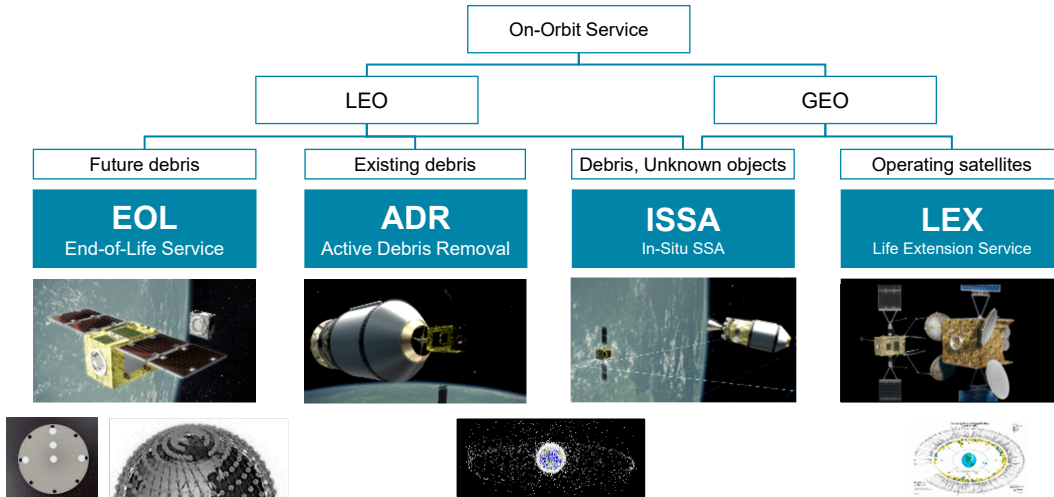 On-Orbit Service
LEO
GEO
Future debris
Existing debris
Debris, Unknown objects
Operating satellites
EOL
End-of-Life Service
ADR
Active Debris Removal
ISSA
In-Situ SSA
LEX
Life Extension Service